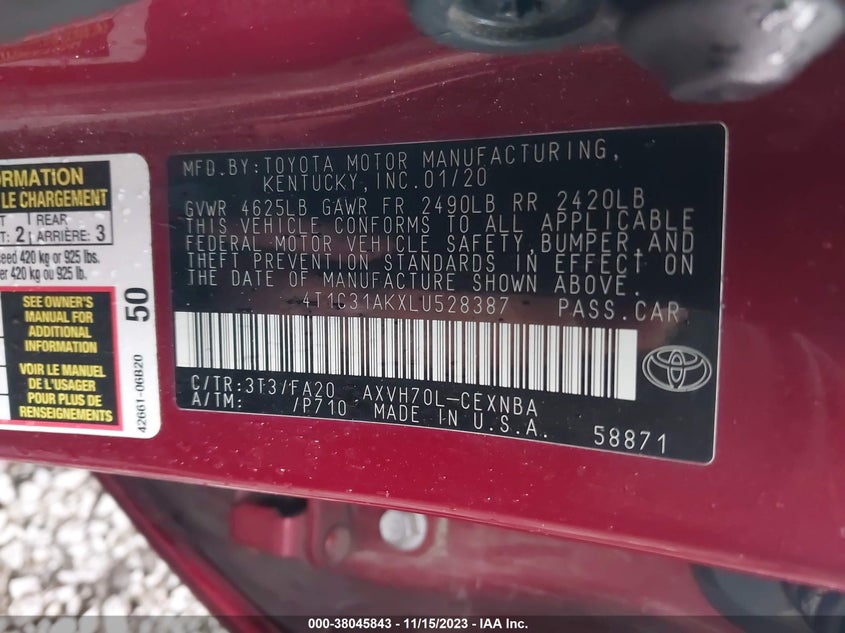 ORMATION
LE CHARGEMENT
REAR
2 ARRIÈRE: 3
ceed 420 kg or 925 lbs.
er 420 kg ou 925 lb.
SEE OWNER'S
MANUAL FOR
ADDITIONAL
INFORMATION
VOIR LE MANUEL
DE L'USAGER
POUR PLUS DE
RENSEIGNEMENTS
50
42661-06B20
MFD.BY:TOYOTA MOTOR MANUFACTURING,
KENTUCKY,INC.01/20
GVWR 4625LB GAWR FR 2490LB RR 2420LB
THIS VEHICLE CONFORMS TO ALL APPLICABLE
FEDERAL MOTOR VEHICLE SAFETY,BUMPER,AND
THEFT PREVENTION STANDARDS IN EFFECT ON
THE DATE OF MANUFACTURE SHOWN ABOVE.
4T1C31AKXLU528387 PASS.CAR
C/TR:3T3/FA20 AXVH70L-CEXNBA
A/TM: /P710 MADE IN U.S.A.
58871
000-38045843 - 11/15/2023 - IAA Inc.